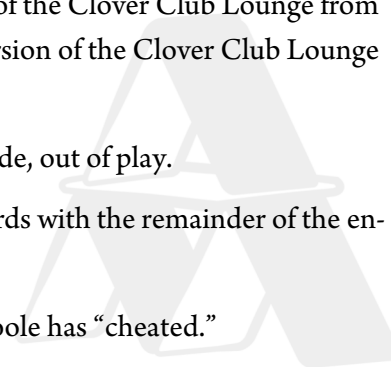 of the Clover Club Lounge from
rsion of the Clover Club Lounge
de, out of play.
rds with the remainder of the en-
oole has “cheated.”